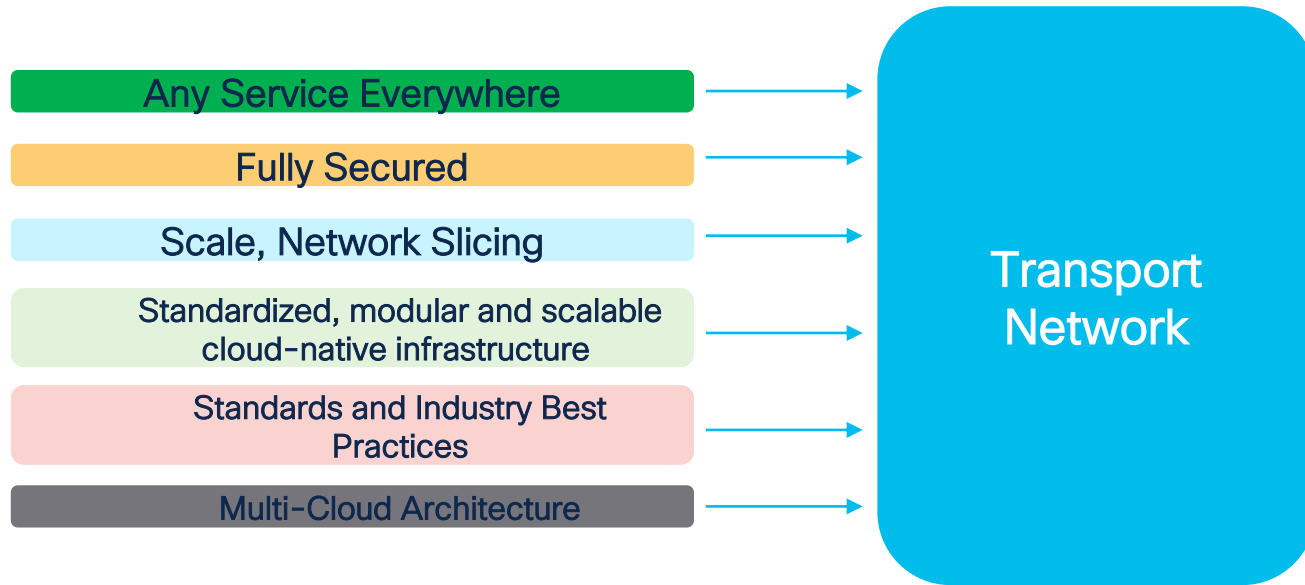 Any Service Everywhere
Fully Secured
Scale, Network Slicing
Standardized, modular and scalable
cloud-native infrastructure
Standards and Industry Best
Practices
Multi-Cloud Architecture
Transport
Network